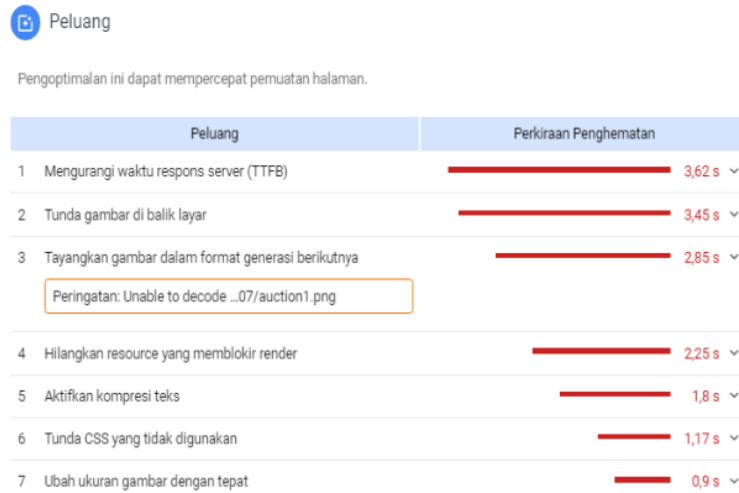 Peluang
Pengoptimalan ini dapat mempercepat pemuatan halaman.
Peluang Perkiraan Penghematan
1 Mengurangi waktu respons server (TTFB) 3,62 s
2 Tunda gambar di balik layar 3,45 s
3 Tayangkan gambar dalam format generasi berikutnya 2,85 s
Peringatan: Unable to decode ...07/auction1.png
4 Hilangkan resource yang memblokir render 2,25 s
5 Aktifkan kompresi teks 1,8 s
6 Tunda CSS yang tidak digunakan 1,17 s
7 Ubah ukuran gambar dengan tepat 0,9 s